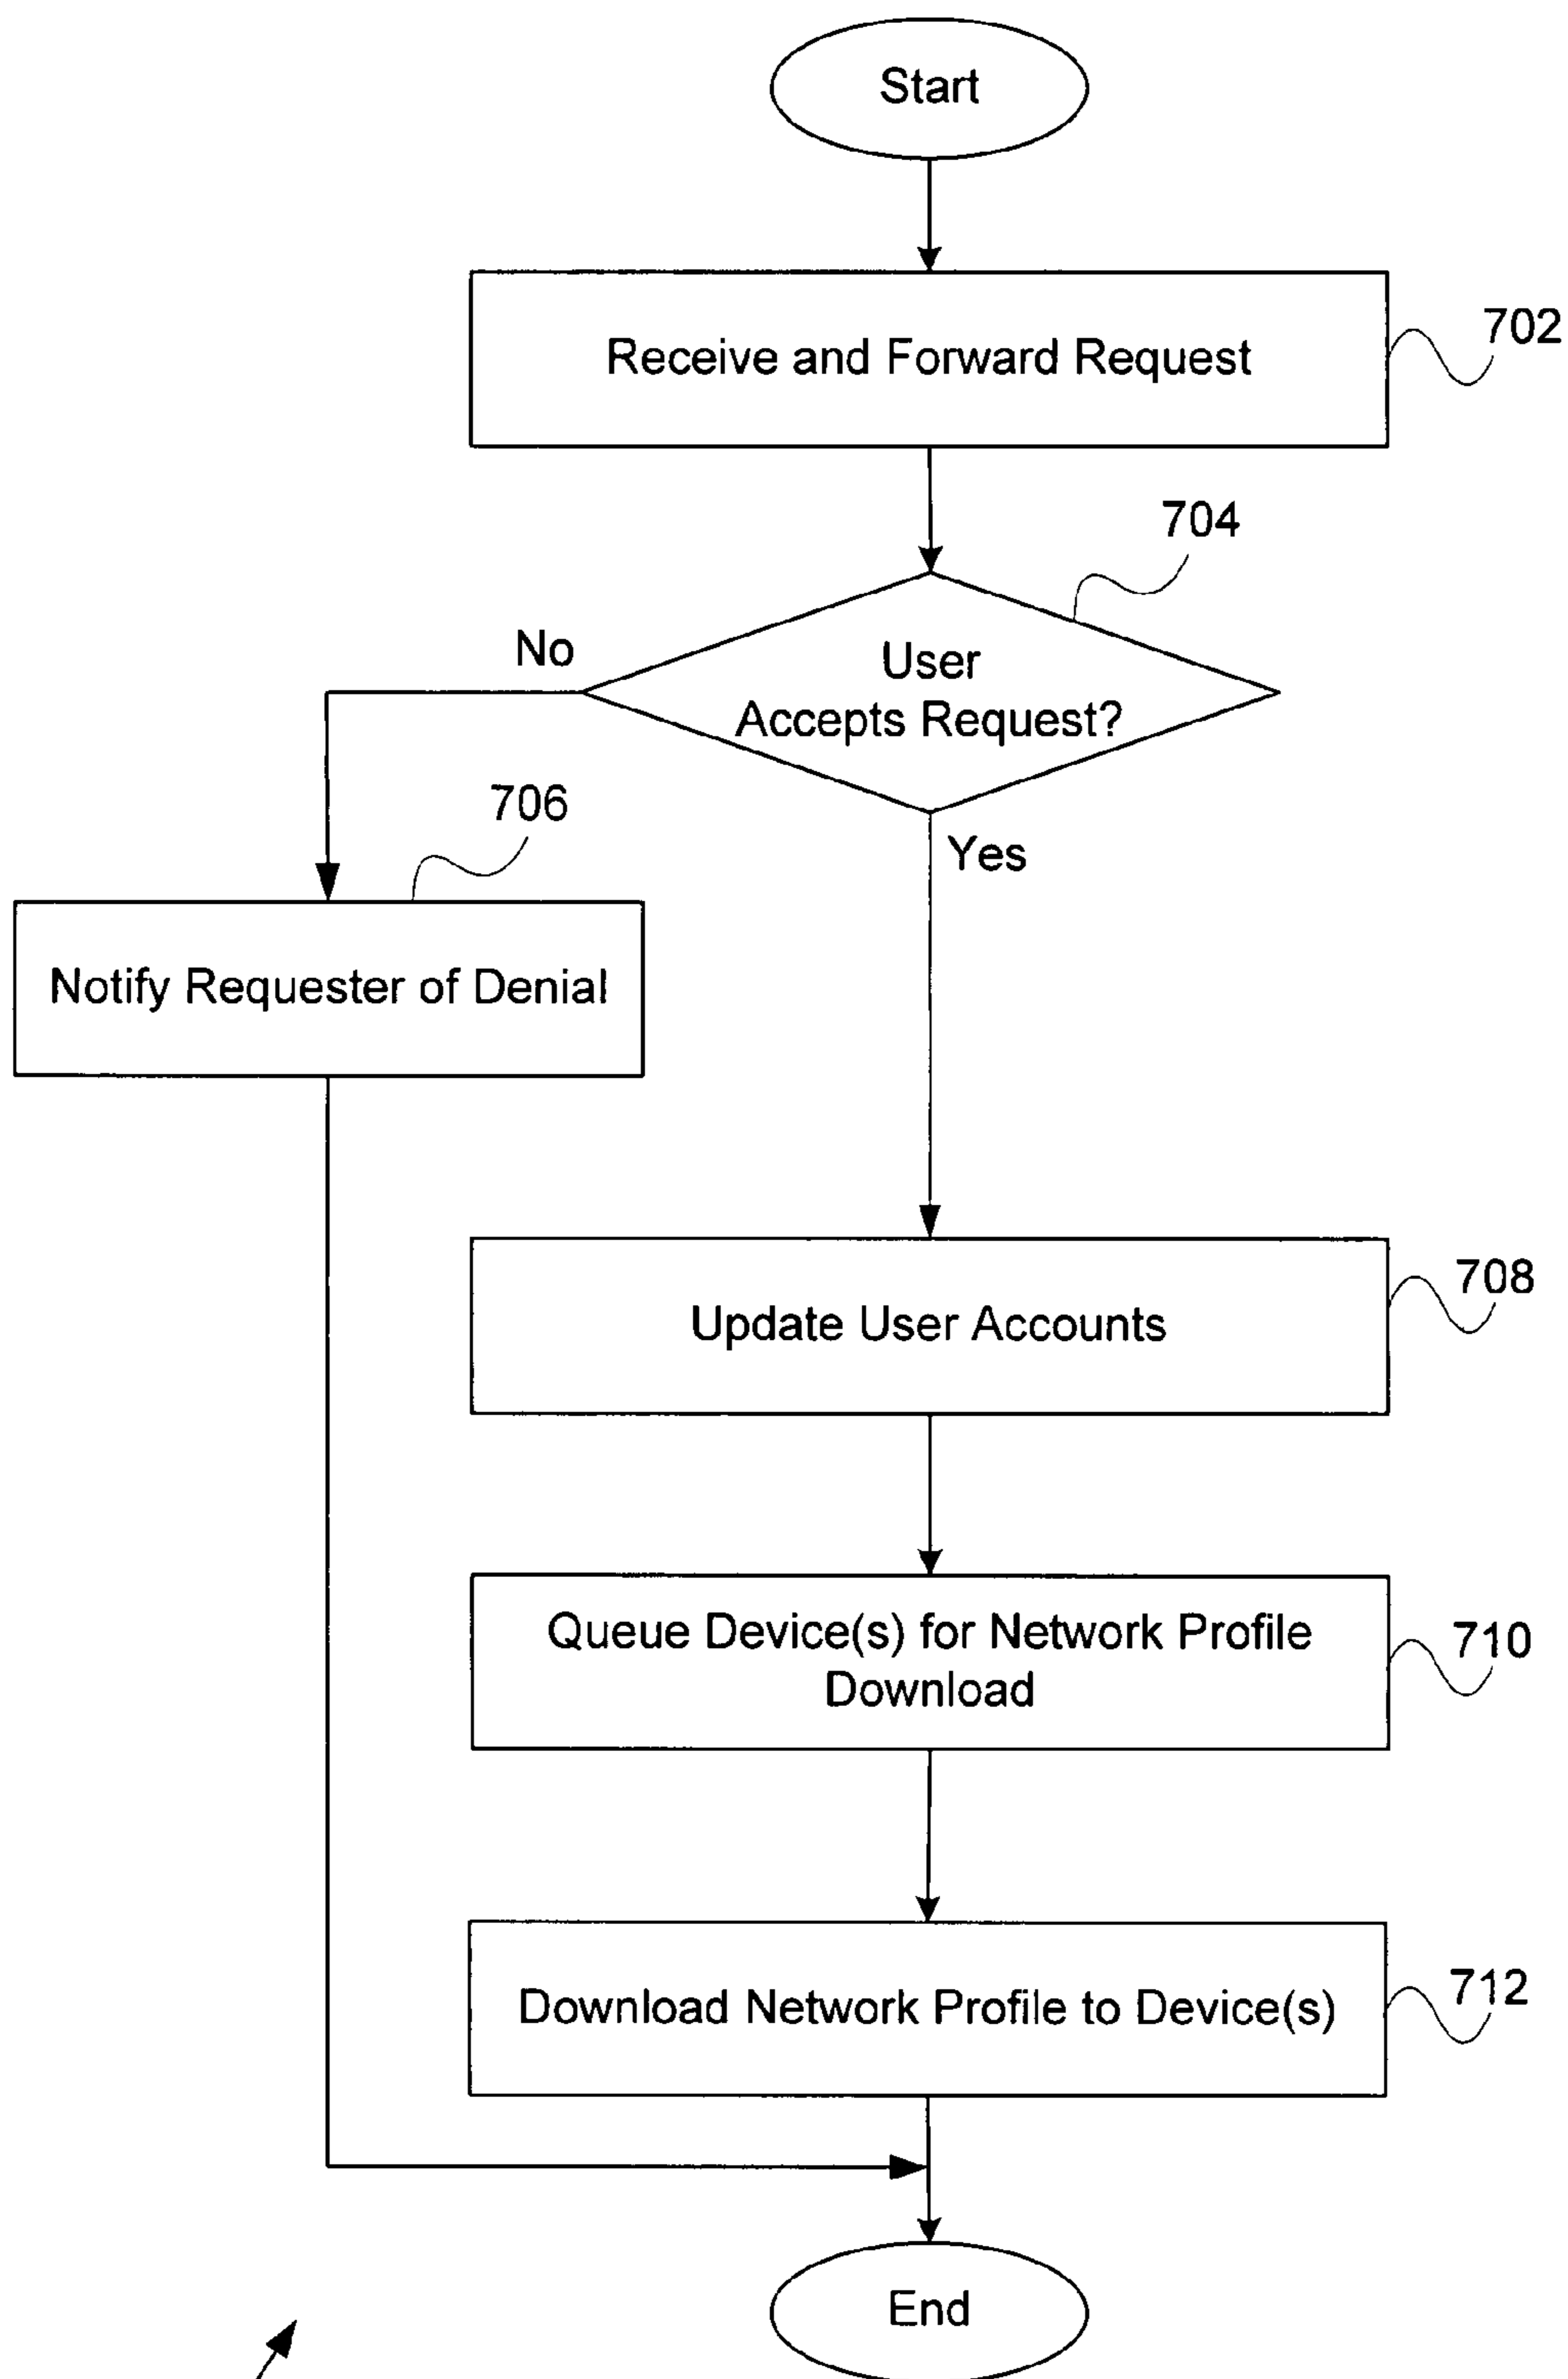 Start
Receive and Forward Request
702
704
No
User
Accepts Request?
706
Yes
Notify Requester of Denial
Update User Accounts
708
Queue Device(s) for Network Profile
Download
710
Download Network Profile to Device(s)
712
End